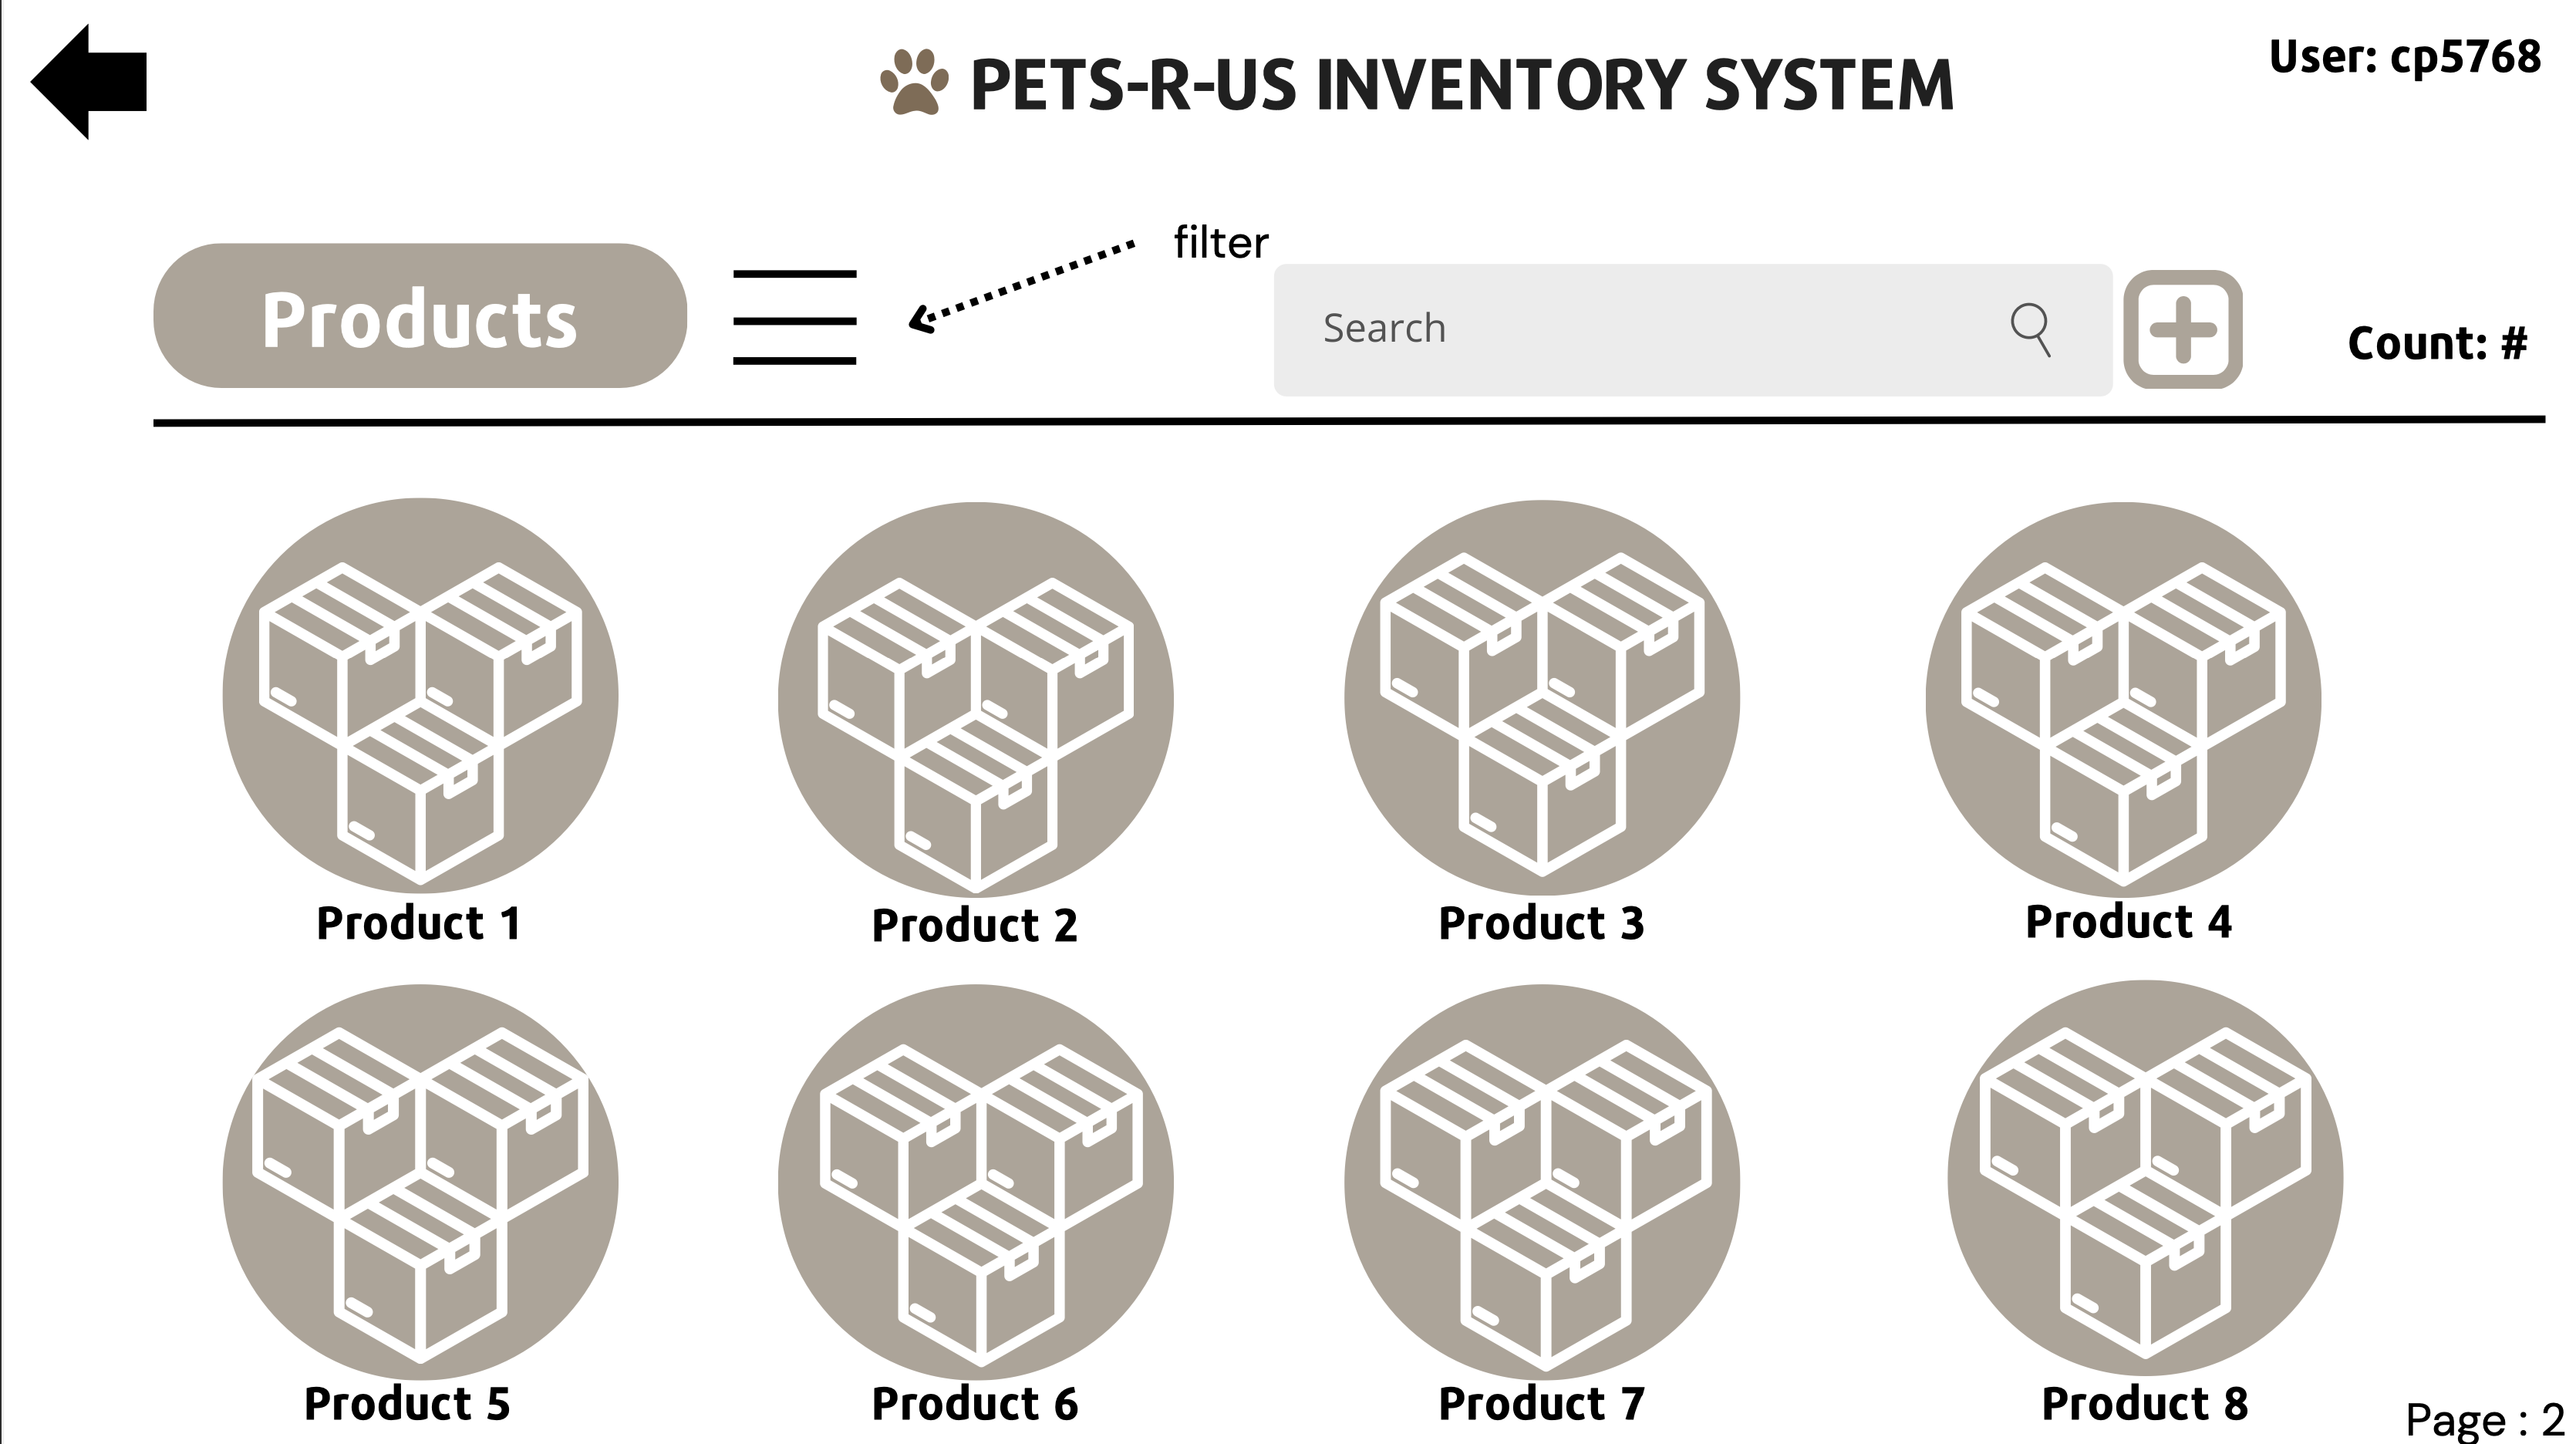 PETS-R-US INVENTORY SYSTEM
User: cp5768
filter
Products
Search
Count: #
Product 1
Product 2
Product 3
Product 4
Product 5
Product 6
Product 7
Product 8
Page : 2